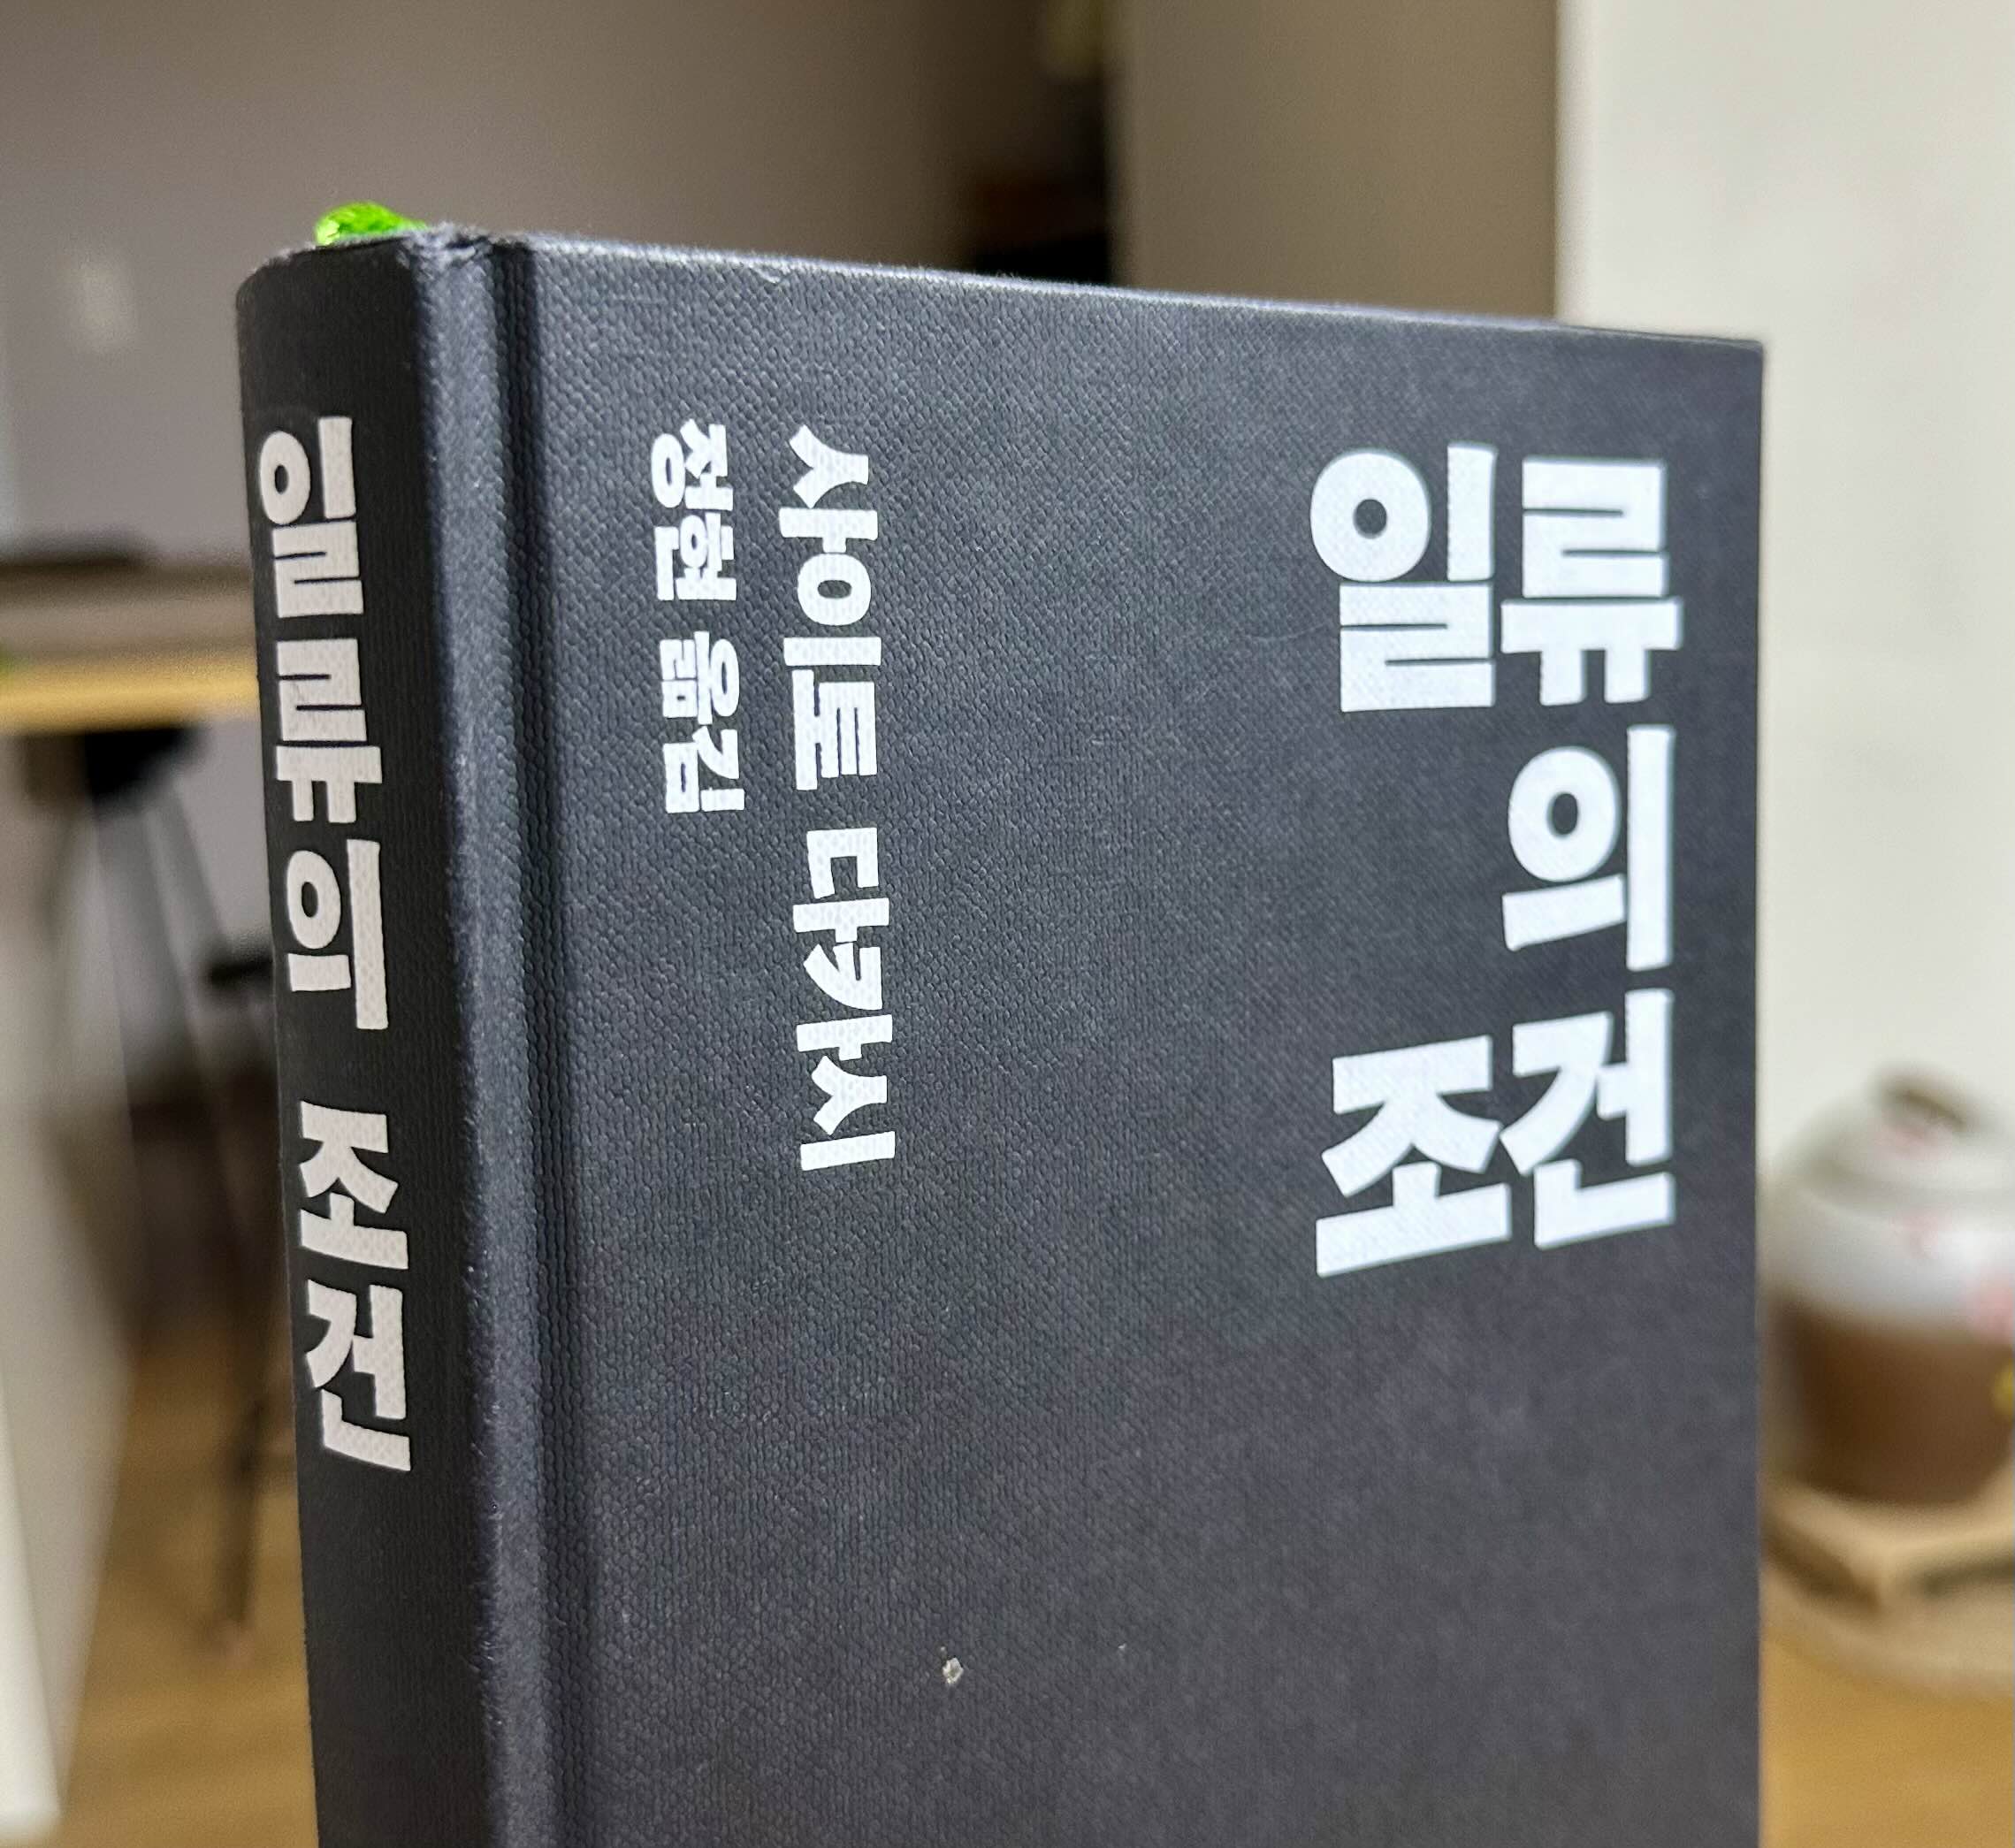 일류의 조건
정현 옮김
사이토 다카시
일류
의
조건